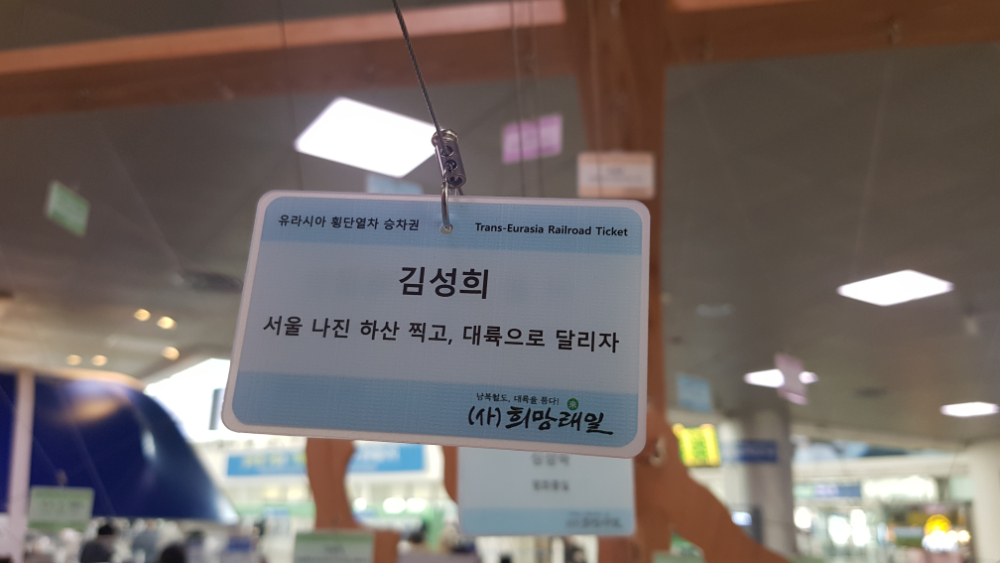 유라시아 횡단열차 승차권
Trans-Eurasia Railroad Ticket
김성희
서울 나진 하산 찍고, 대륙으로 달리자
남북철도, 대륙을 품다!
(사) 희망래일